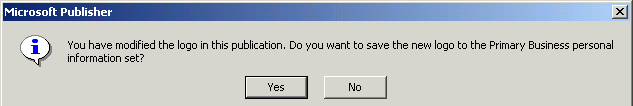 Microsoft Publisher
You have modified the logo in this publication. Do you want to save the new logo to the Primary Business personal
information set?
Yes
No